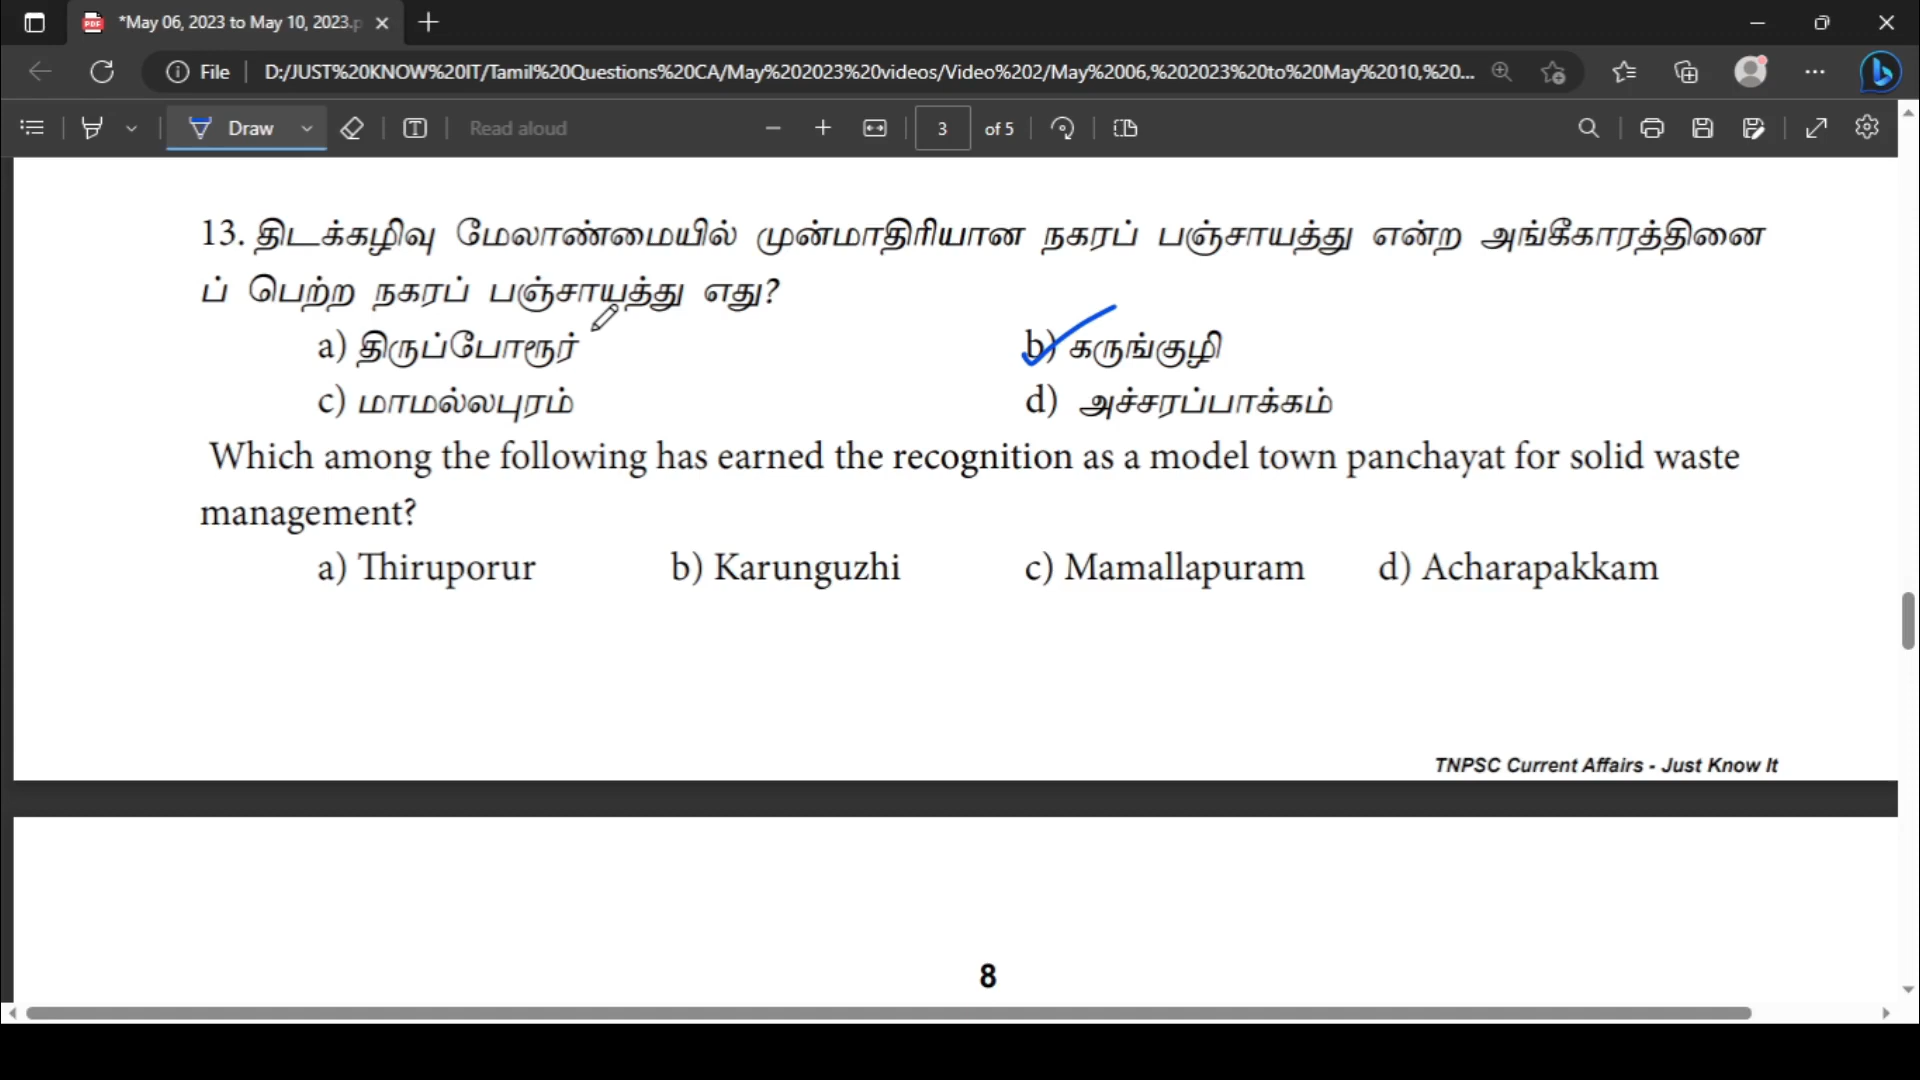 *May 06, 2023 to May 10, 2023.p
File D:/JUST%20KNOW%20IT/Tamil%20Questions%20CA/May%202023%20videos/Video%202/May%2006,%202023%20to%20May%2010,%20...
Draw Read aloud 3 of 5
13. திடக்கழிவு மேலாண்மையில் முன்மாதிரியான நகரப் பஞ்சாயத்து என்ற அங்கீகாரத்தினை
ப் பெற்ற நகரப் பஞ்சாயத்து எது?
a) திருப்போரூர் b) கருங்குழி
c) மாமல்லபுரம் d) அச்சரப்பாக்கம்
Which among the following has earned the recognition as a model town panchayat for solid waste
management?
a) Thiruporur b) Karunguzhi c) Mamallapuram d) Acharapakkam
TNPSC Current Affairs - Just Know It
8